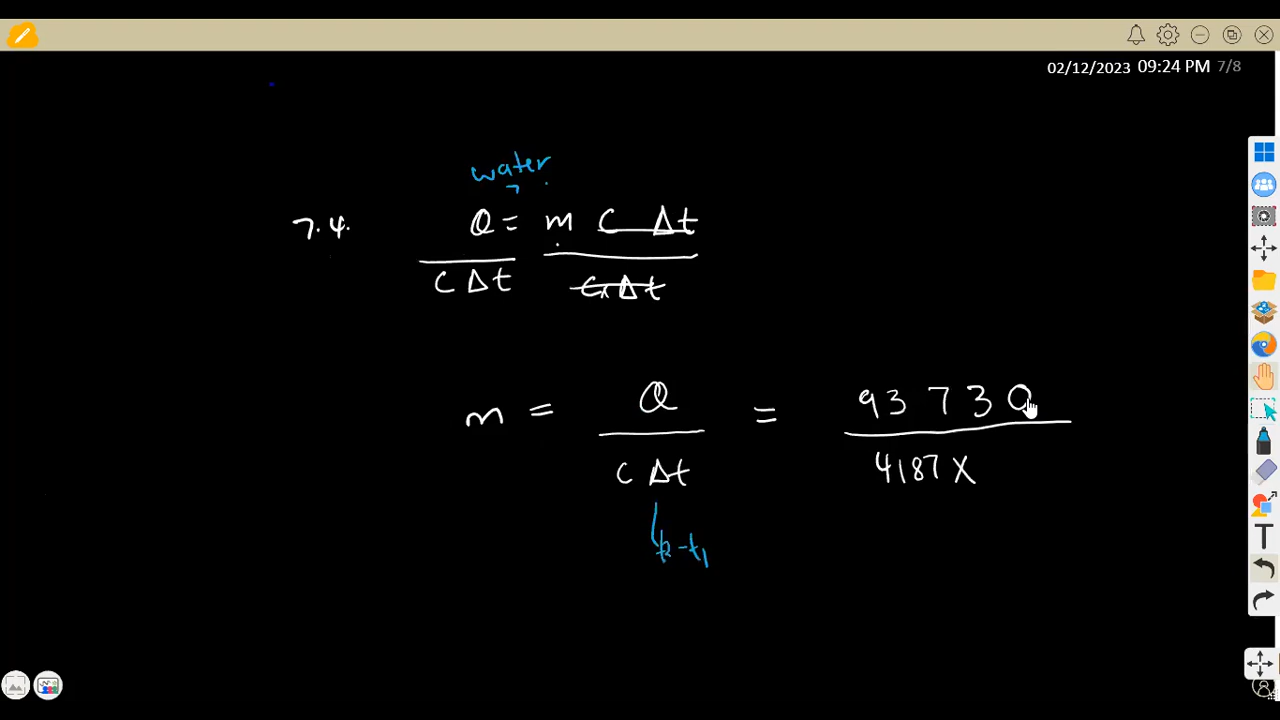 02/12/2023 09:24 PM 7/8
water
7.4. Q = m C Δt
C Δt C Δt
m = Q = 93730
C Δt 4187 X
t2 - t1
T